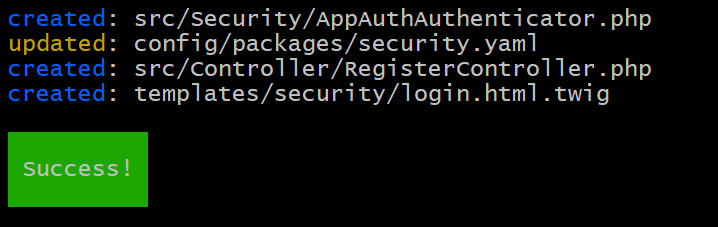 created: src/Security/AppAuthAuthenticator.php
updated: config/packages/security.yaml
created: src/Controller/RegisterController.php
created: templates/security/login.html.twig
Success!